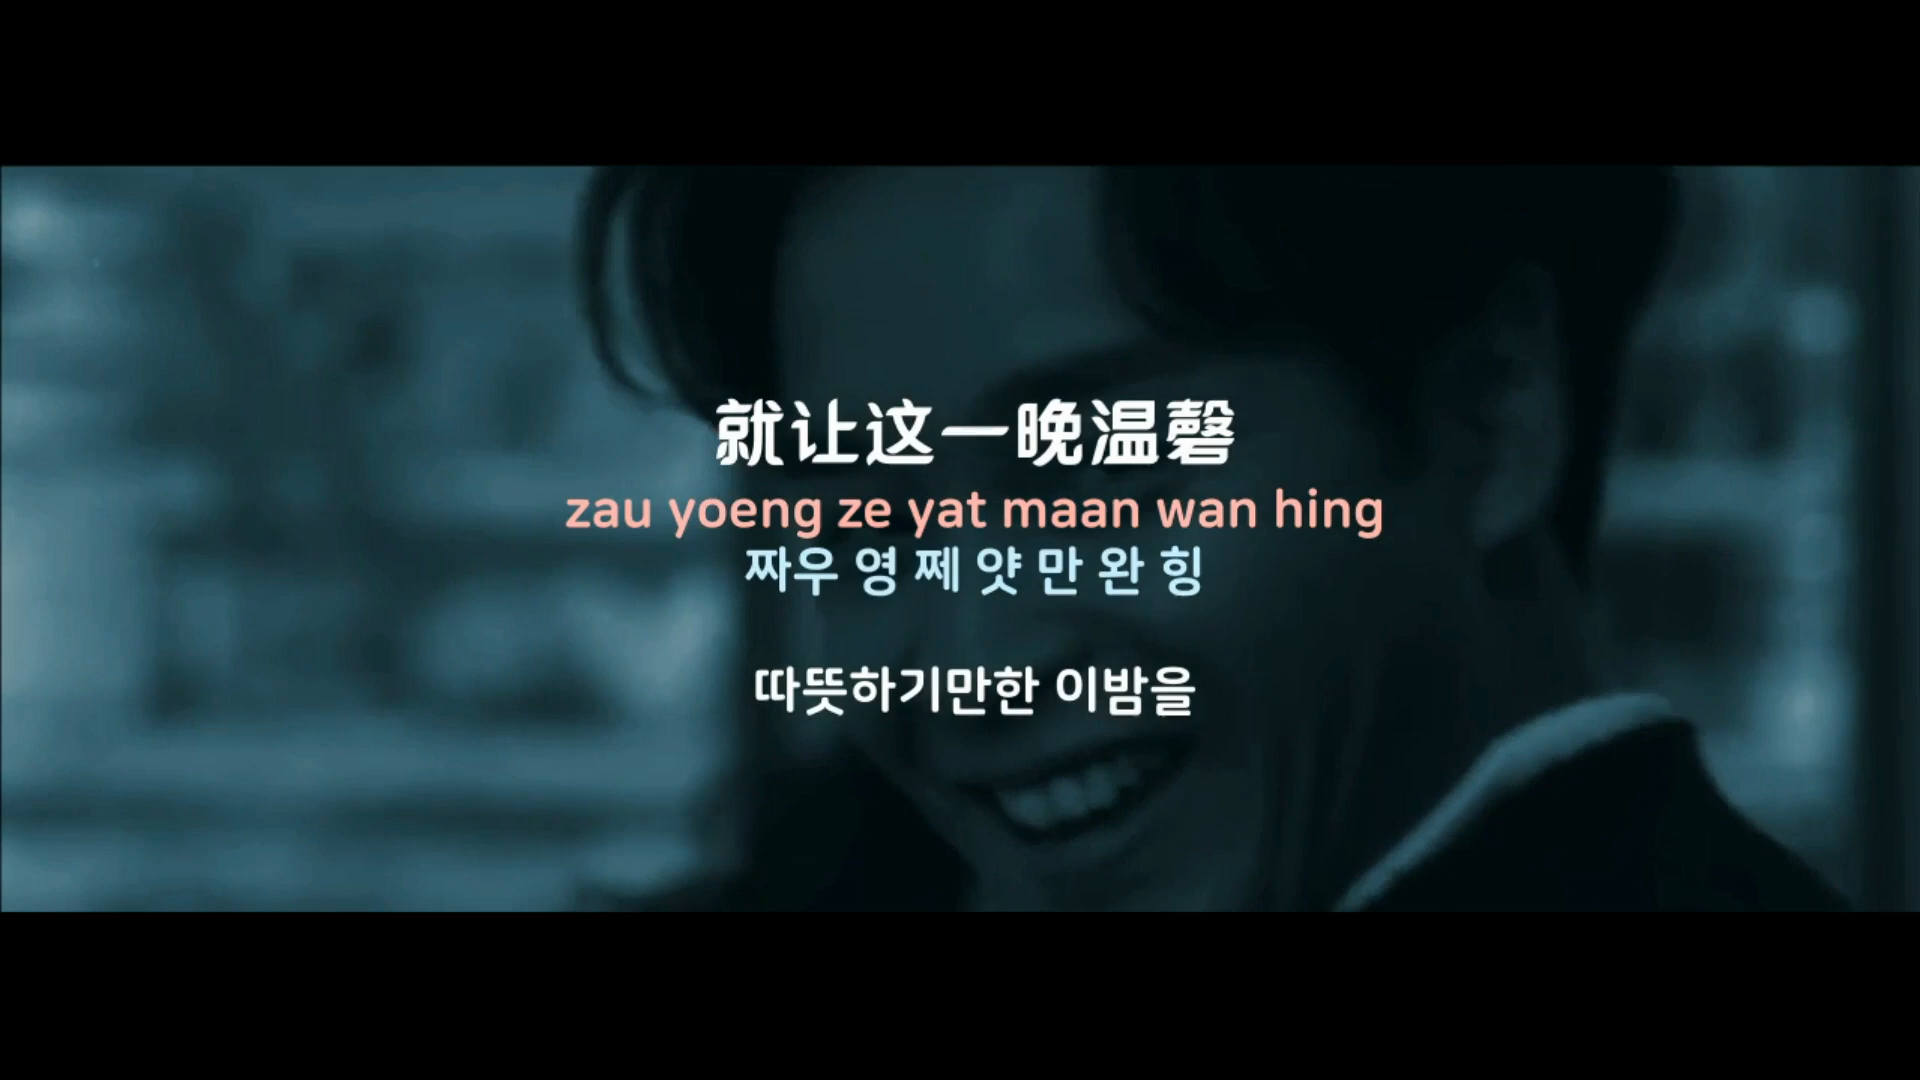 就让这一晚温磬
zau yoeng ze yat maan wan hing
짜우 영 쩨 얏 만 완 힝
따뜻하기만한 이밤을